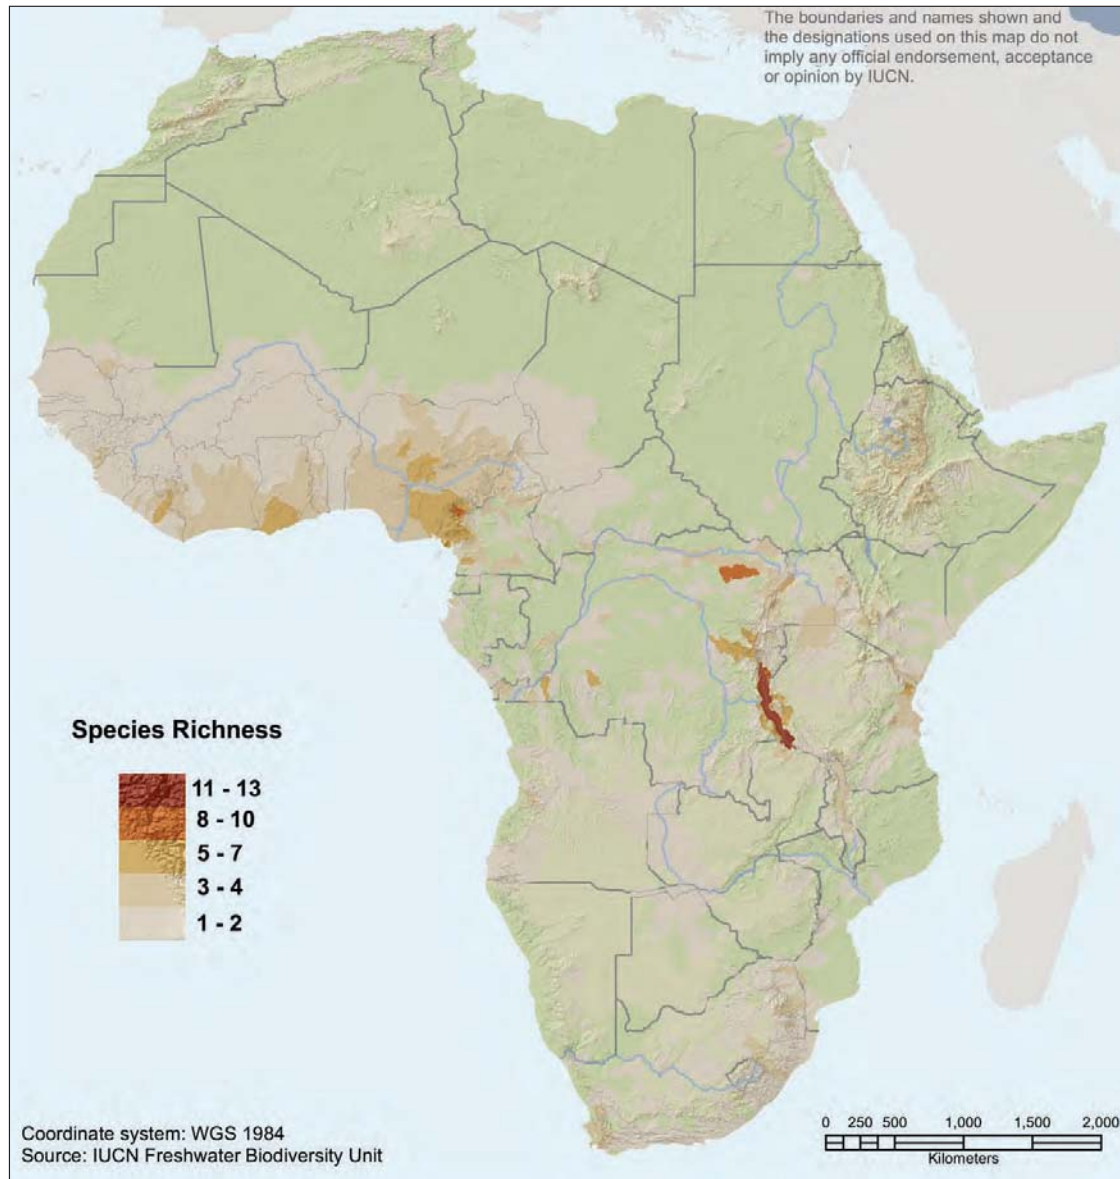 The boundaries and names shown and
the designations used on this map do not
imply any official endorsement, acceptance
or opinion by IUCN.
Species Richness
11 - 13
8 - 10
5 - 7
3 - 4
1 - 2
Coordinate system: WGS 1984
Source: IUCN Freshwater Biodiversity Unit
0 250 500 1,000 1,500 2,000
Kilometers